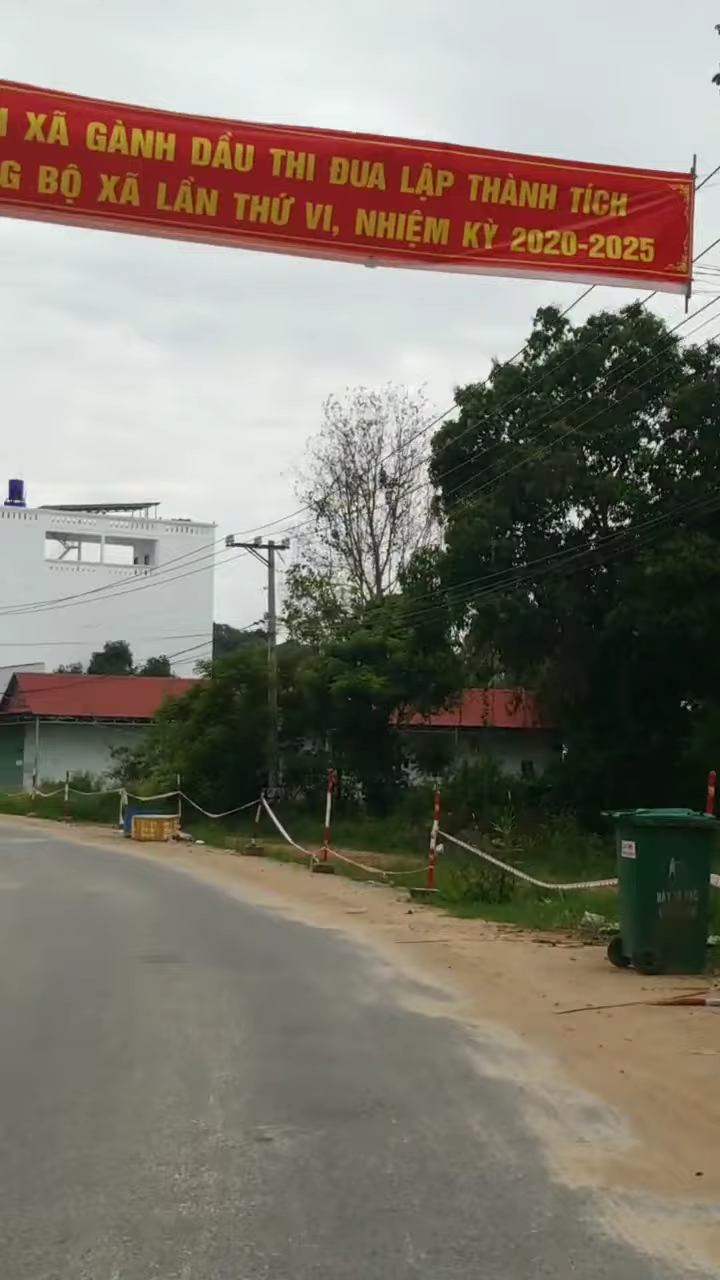 XÃ GÀNH DẦU THI ĐUA LẬP THÀNH TÍCH
G BỘ XÃ LẦN THỨ VI, NHIỆM KỲ 2020-2025